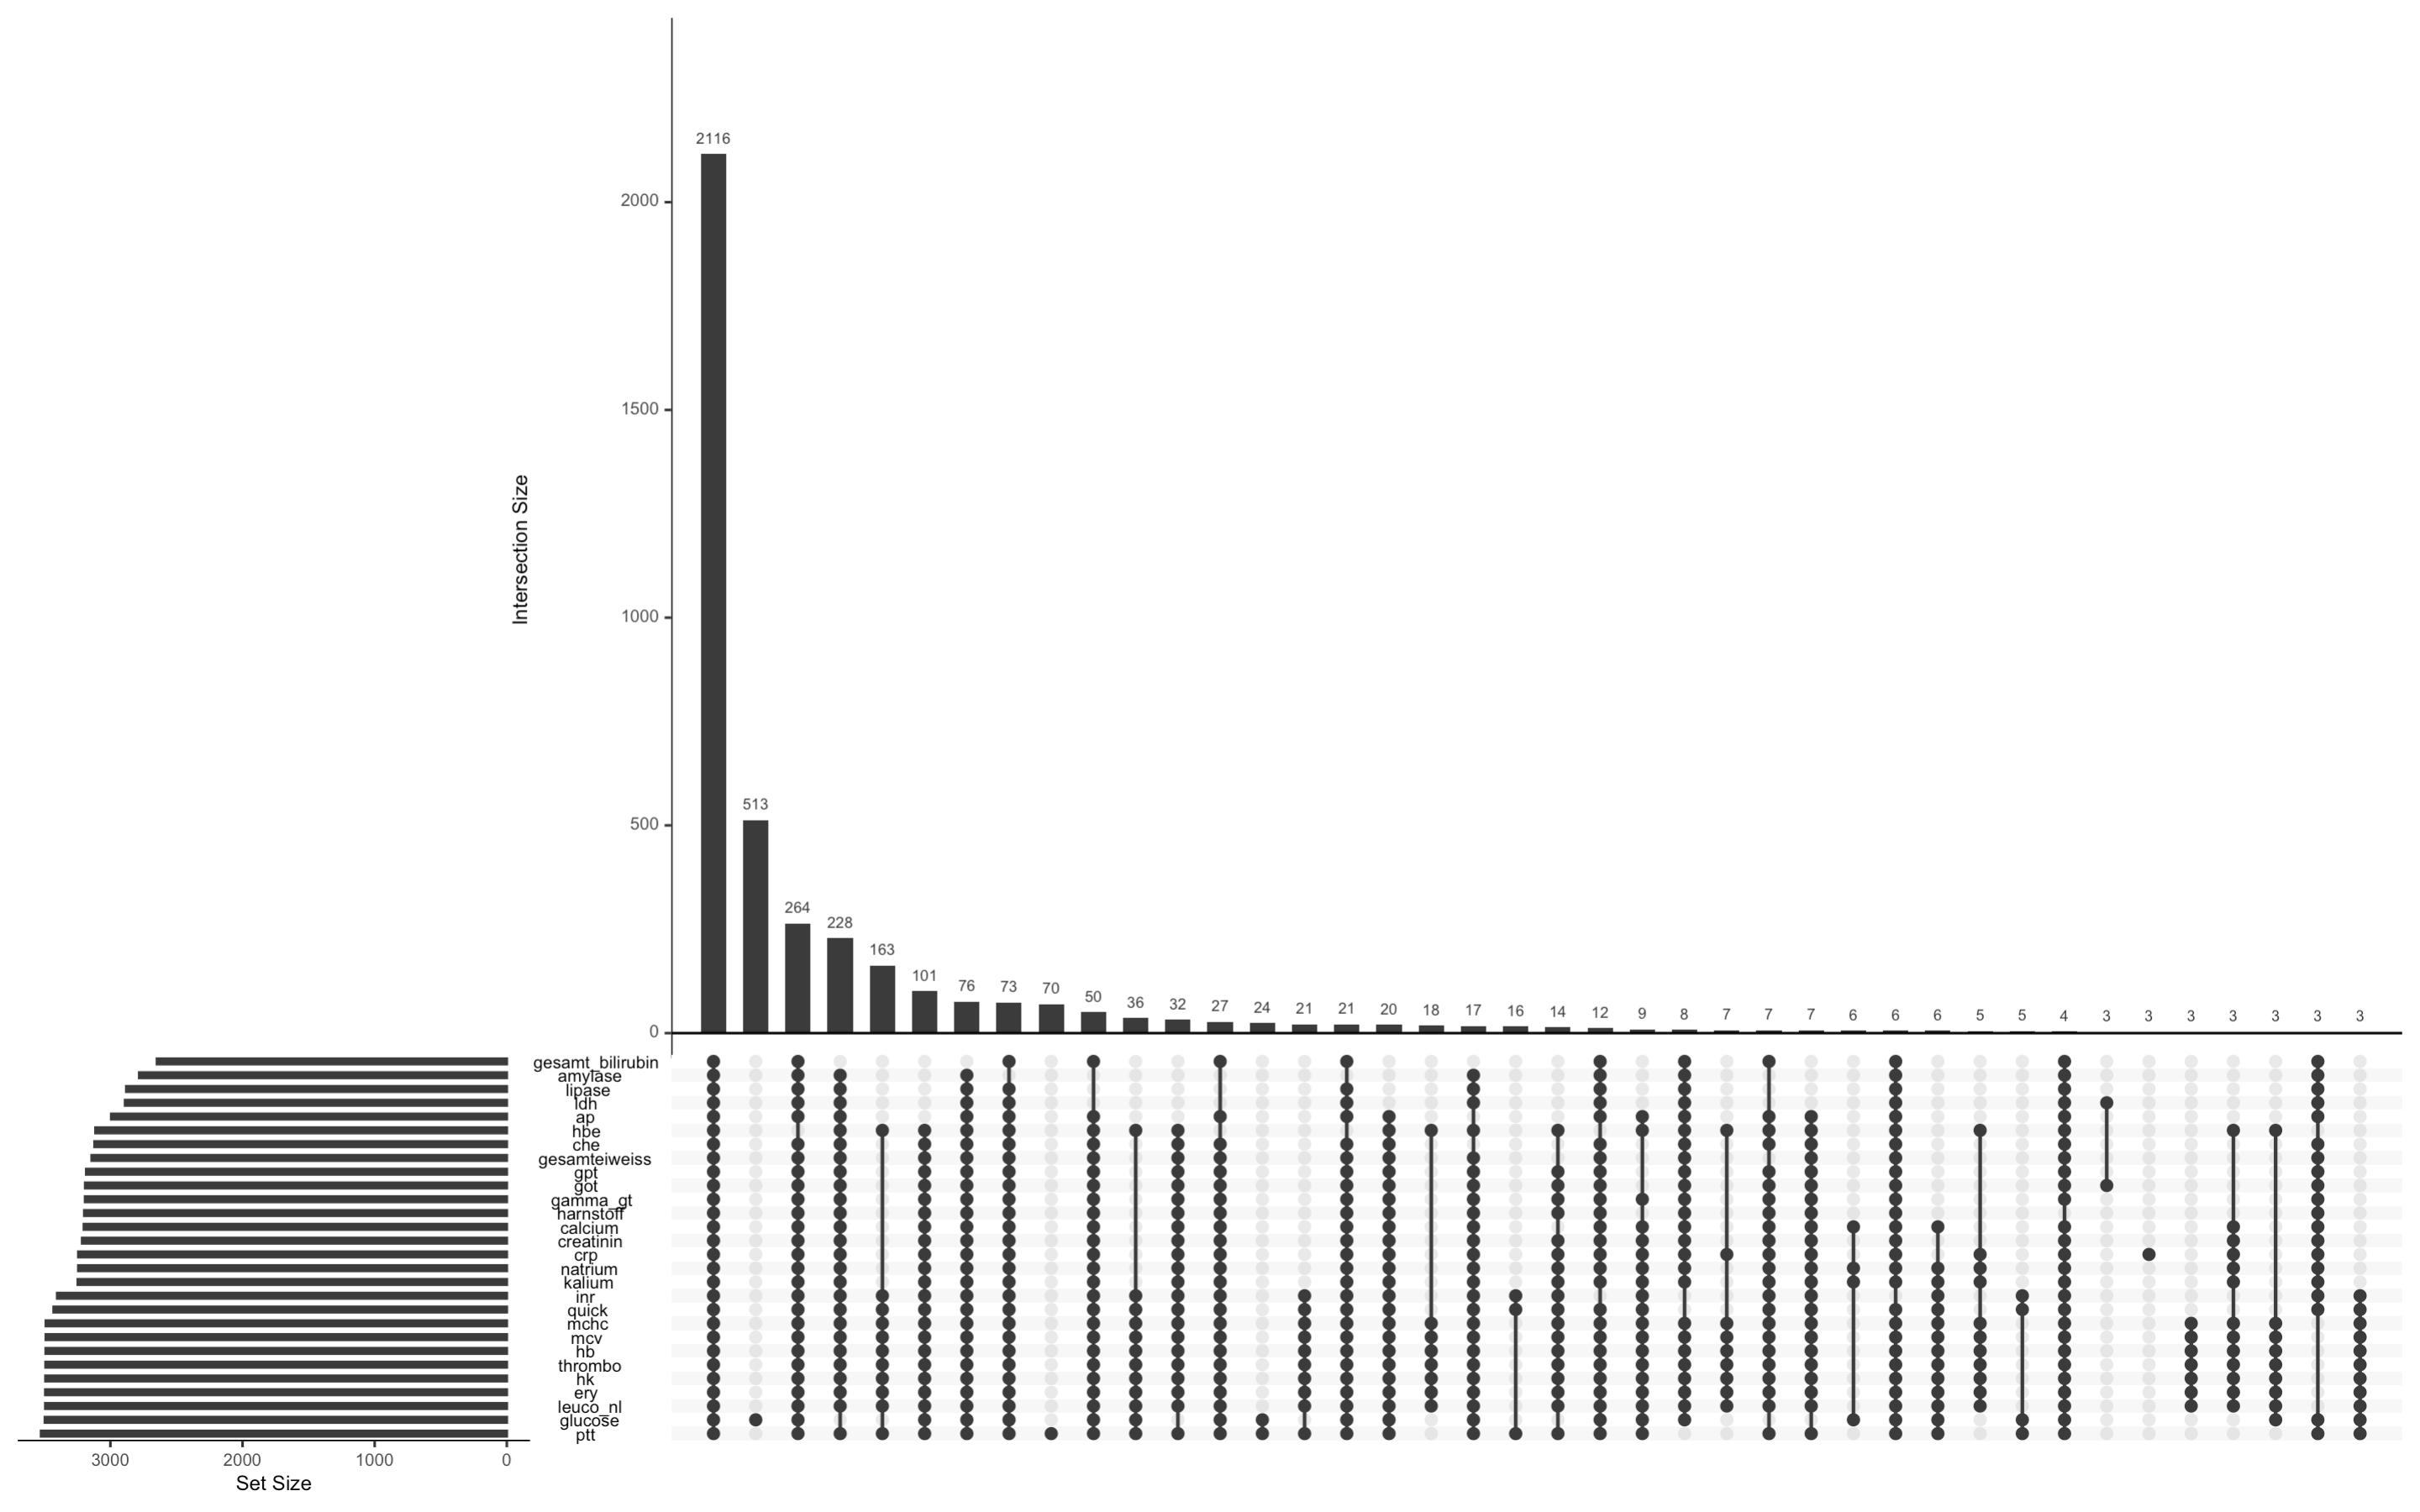 2116
2000
1500
Intersection Size
1000
513
500
264
228
163
101
76
73
70
50
36
32
27
24
21
21
20
18
17
16
14
12
9
8
7
7
7
6
6
6
5
5
4
3
3
3
3
3
3
3
0
gesamt_bilirubin
amylase
lipase
ldh
ap
hbe
che
gesamteiweiss
gpt
got
gamma_gt
harnstoff
calcium
creatinin
crp
natrium
kalium
inr
quick
mchc
mcv
hb
thrombo
hk
ery
leuco_nl
glucose
ptt
3000 2000 1000 0
Set Size